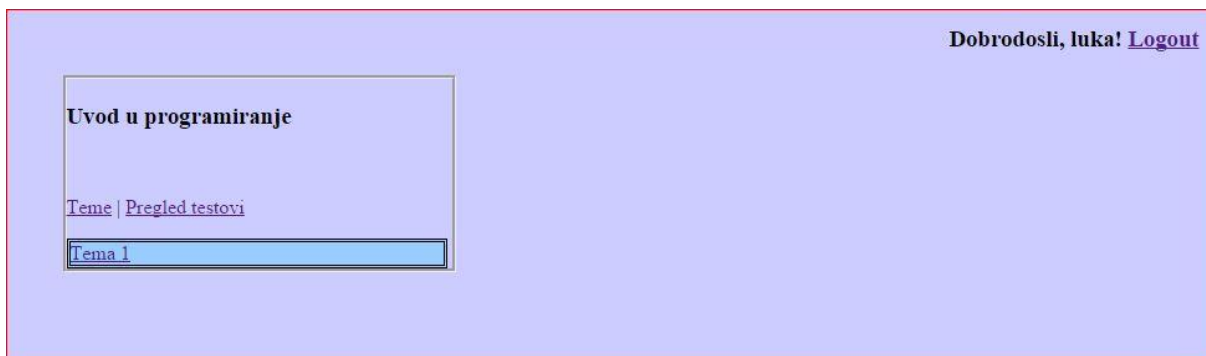 Dobrodosli, luka! Logout
Uvod u programiranje
Teme | Pregled testovi
Tema 1